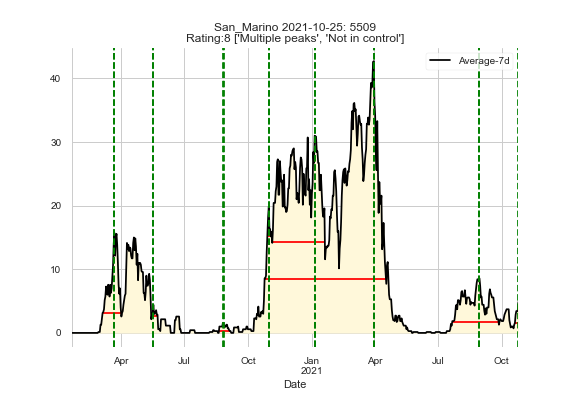 San_Marino 2021-10-25: 5509
Rating:8 ['Multiple peaks', 'Not in control']
Average-7d
40
30
20
10
0
Apr Jul Oct Jan Apr Jul Oct
2021
Date